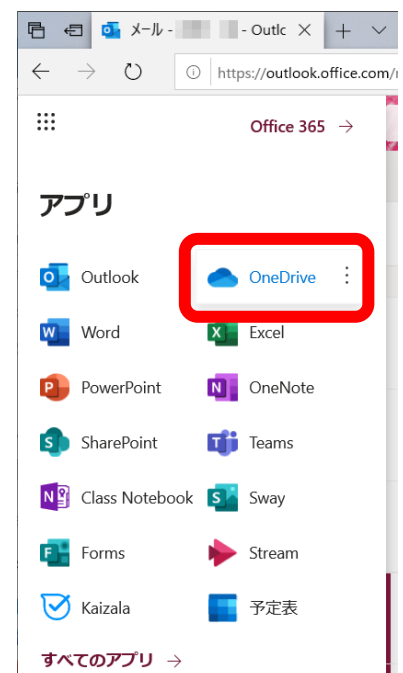 メール - - Outlc
https://outlook.office.com/
Office 365 →
アプリ
Outlook
OneDrive
Word
Excel
PowerPoint
OneNote
SharePoint
Teams
Class Notebook
Sway
Forms
Stream
Kaizala
予定表
すべてのアプリ →